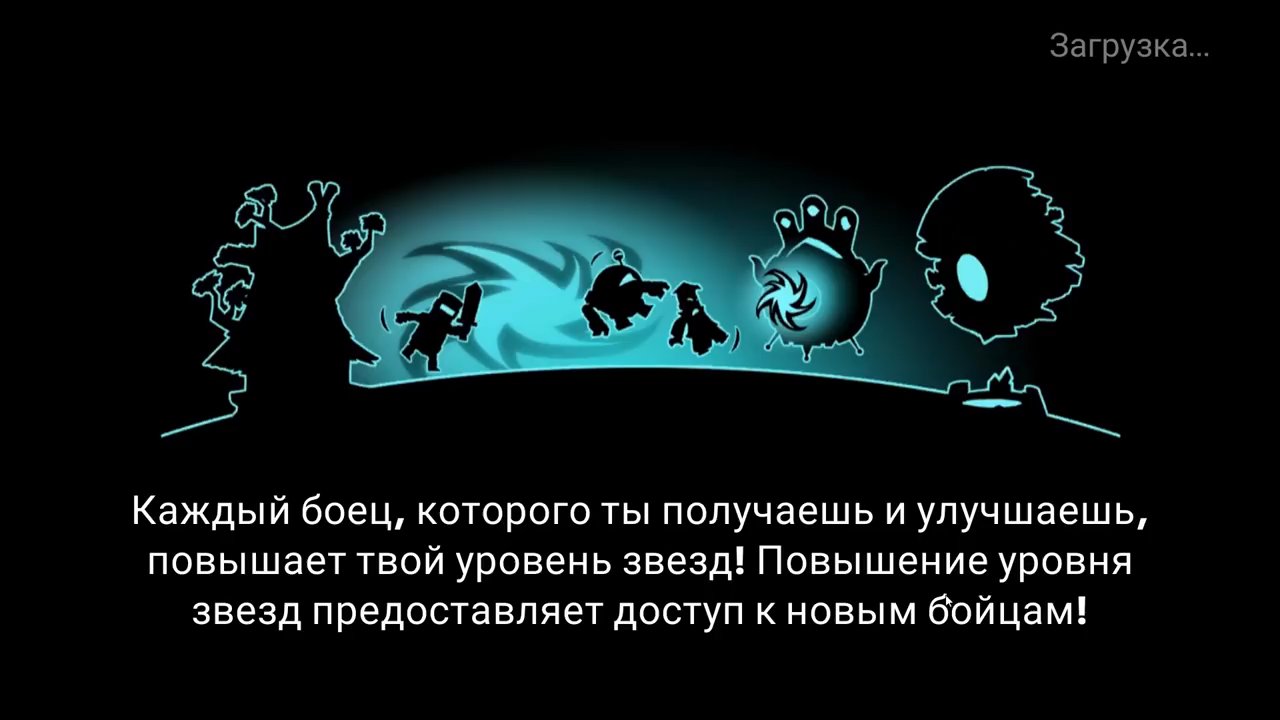 Загрузка...
Каждый боец, которого ты получаешь и улучшаешь,
повышает твой уровень звезд! Повышение уровня
звезд предоставляет доступ к новым бойцам!